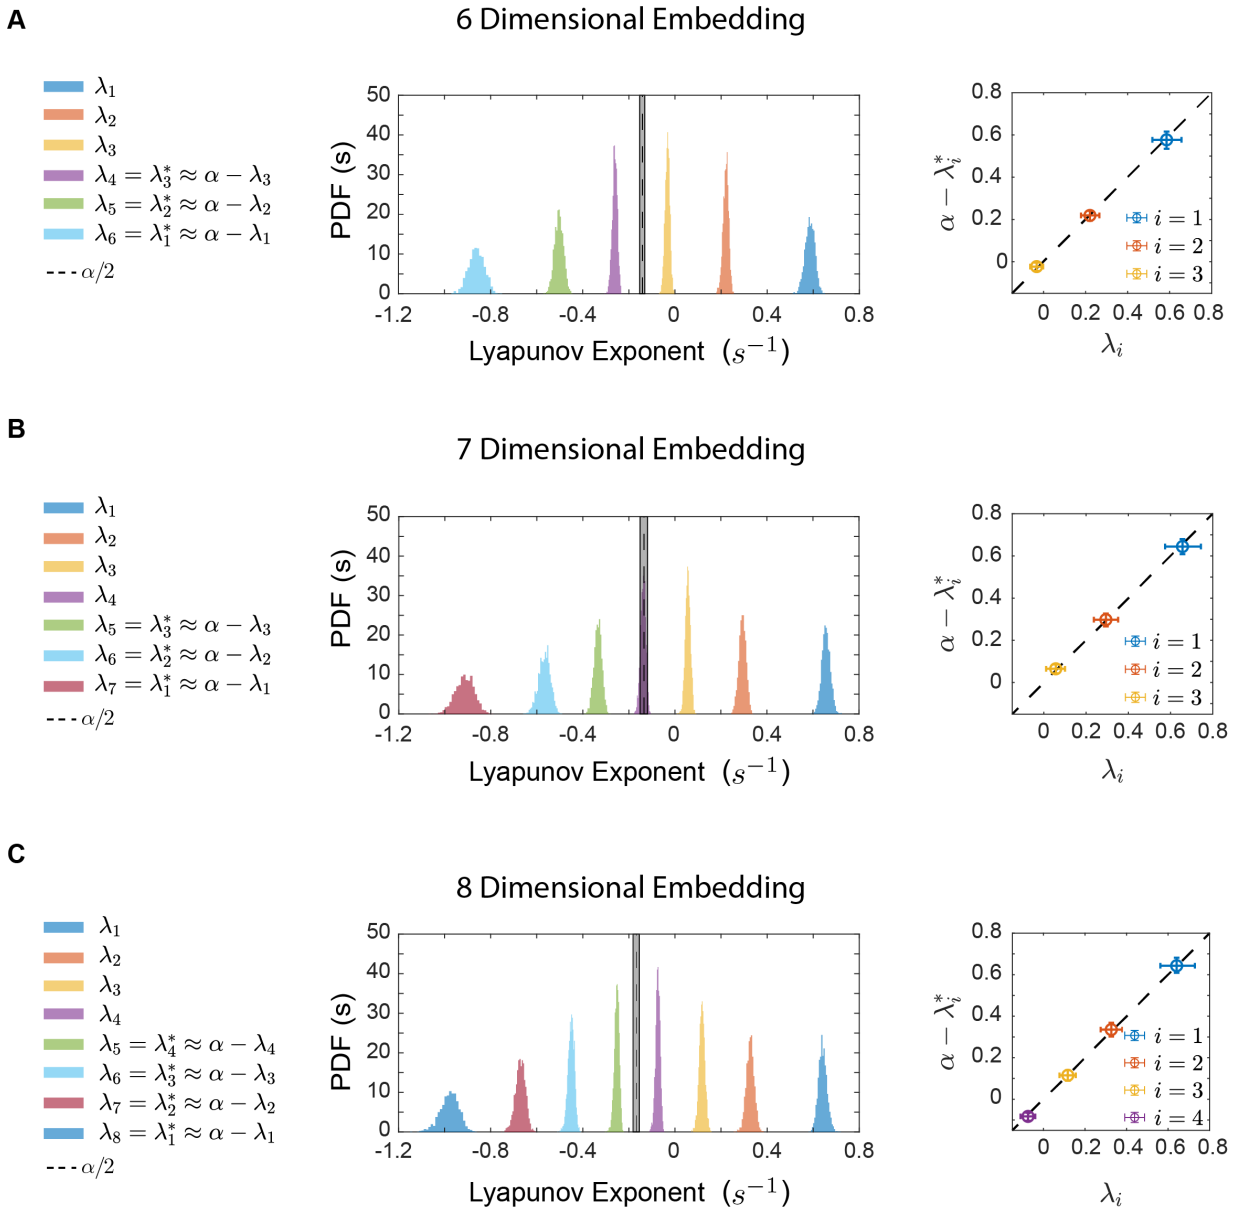 A
6 Dimensional Embedding
λ₁
λ₂
λ₃
λ₄ = λ₃* ≈ α − λ₃
λ₅ = λ₂* ≈ α − λ₂
λ₆ = λ₁* ≈ α − λ₁
α/2
PDF (s)
50
40
30
20
10
0
-1.2 -0.8 -0.4 0 0.4 0.8
Lyapunov Exponent (s⁻¹)
α − λᵢ*
0.8
0.6
0.4
0.2
0
i = 1
i = 2
i = 3
0 0.2 0.4 0.6 0.8
λᵢ
B
7 Dimensional Embedding
λ₁
λ₂
λ₃
λ₄
λ₅ = λ₃* ≈ α − λ₃
λ₆ = λ₂* ≈ α − λ₂
λ₇ = λ₁* ≈ α − λ₁
α/2
PDF (s)
50
40
30
20
10
0
-1.2 -0.8 -0.4 0 0.4 0.8
Lyapunov Exponent (s⁻¹)
α − λᵢ*
0.8
0.6
0.4
0.2
0
i = 1
i = 2
i = 3
0 0.2 0.4 0.6 0.8
λᵢ
C
8 Dimensional Embedding
λ₁
λ₂
λ₃
λ₄
λ₅ = λ₄* ≈ α − λ₄
λ₆ = λ₃* ≈ α − λ₃
λ₇ = λ₂* ≈ α − λ₂
λ₈ = λ₁* ≈ α − λ₁
α/2
PDF (s)
50
40
30
20
10
0
-1.2 -0.8 -0.4 0 0.4 0.8
Lyapunov Exponent (s⁻¹)
α − λᵢ*
0.8
0.6
0.4
0.2
0
i = 1
i = 2
i = 3
i = 4
0 0.2 0.4 0.6 0.8
λᵢ